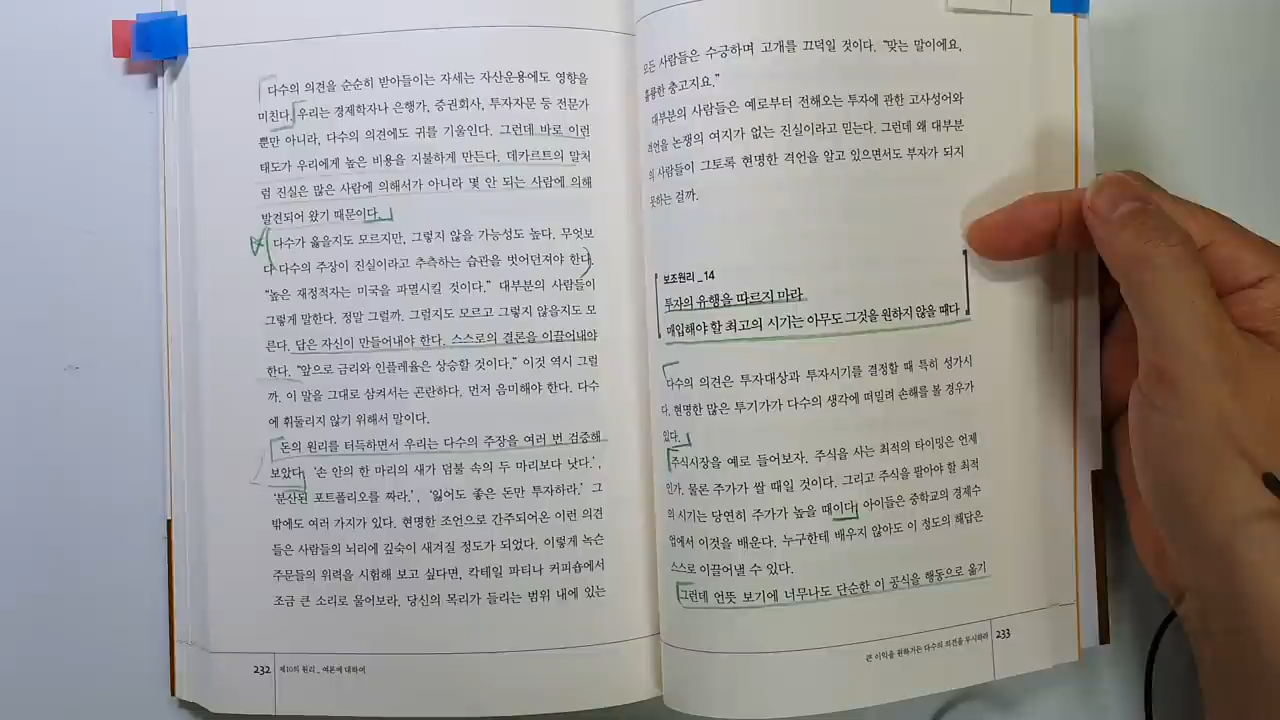 다수의 의견을 순순히 받아들이는 자세는 자산운용에도 영향을
미친다. 우리는 경제학자나 은행가, 증권회사, 투자자문 등 전문가
뿐만 아니라, 다수의 의견에도 귀를 기울인다. 그런데 바로 이런
태도가 우리에게 높은 비용을 지불하게 만든다. 데카르트의 말처
럼 진실은 많은 사람에 의해서가 아니라 몇 안 되는 사람에 의해
발견되어 왔기 때문이다.
다수가 옳을지도 모르지만, 그렇지 않을 가능성도 높다. 무엇보
다 다수의 주장이 진실이라고 추측하는 습관을 벗어던져야 한다.
“높은 재정적자는 미국을 파멸시킬 것이다.” 대부분의 사람들이
그렇게 말한다. 정말 그럴까. 그럴지도 모르고 그렇지 않을지도 모
른다. 답은 자신이 만들어내야 한다. 스스로의 결론을 이끌어내야
한다. “앞으로 금리와 인플레율은 상승할 것이다.” 이것 역시 그럴
까. 이 말을 그대로 삼켜서는 곤란하다. 먼저 음미해야 한다. 다수
에 휘둘리지 않기 위해서 말이다.
돈의 원리를 터득하면서 우리는 다수의 주장을 여러 번 검증해
보았다. ‘손 안의 한 마리의 새가 덤불 속의 두 마리보다 낫다.’,
‘분산된 포트폴리오를 짜라.’, ‘잃어도 좋은 돈만 투자하라.’ 그
밖에도 여러 가지가 있다. 현명한 조언으로 간주되어온 이런 의견
들은 사람들의 뇌리에 깊숙이 새겨질 정도가 되었다. 이렇게 녹슨
주문들의 위력을 시험해 보고 싶다면, 칵테일 파티나 커피숍에서
조금 큰 소리로 물어보라. 당신의 목리가 들리는 범위 내에 있는
232 제10의 원리_ 여론에 대하여
모든 사람들은 수긍하며 고개를 끄덕일 것이다. “맞는 말이에요,
훌륭한 충고지요.”
대부분의 사람들은 예로부터 전해오는 투자에 관한 고사성어와
격언을 논쟁의 여지가 없는 진실이라고 믿는다. 그런데 왜 대부분
의 사람들이 그토록 현명한 격언을 알고 있으면서도 부자가 되지
못하는 걸까.
보조원리 _14
투자의 유행을 따르지 마라
매입해야 할 최고의 시기는 아무도 그것을 원하지 않을 때다
다수의 의견은 투자대상과 투자시기를 결정할 때 특히 성가시
다. 현명한 많은 투기가가 다수의 생각에 떠밀려 손해를 볼 경우가
있다.
주식시장을 예로 들어보자. 주식을 사는 최적의 타이밍은 언제
인가. 물론 주가가 쌀 때일 것이다. 그리고 주식을 팔아야 할 최적
의 시기는 당연히 주가가 높을 때이다. 아이들은 중학교의 경제수
업에서 이것을 배운다. 누구한테 배우지 않아도 이 정도의 해답은
스스로 이끌어낼 수 있다.
그런데 언뜻 보기에 너무나도 단순한 이 공식을 행동으로 옮기
큰 이익을 원하거든 다수의 의견을 무시하라 233